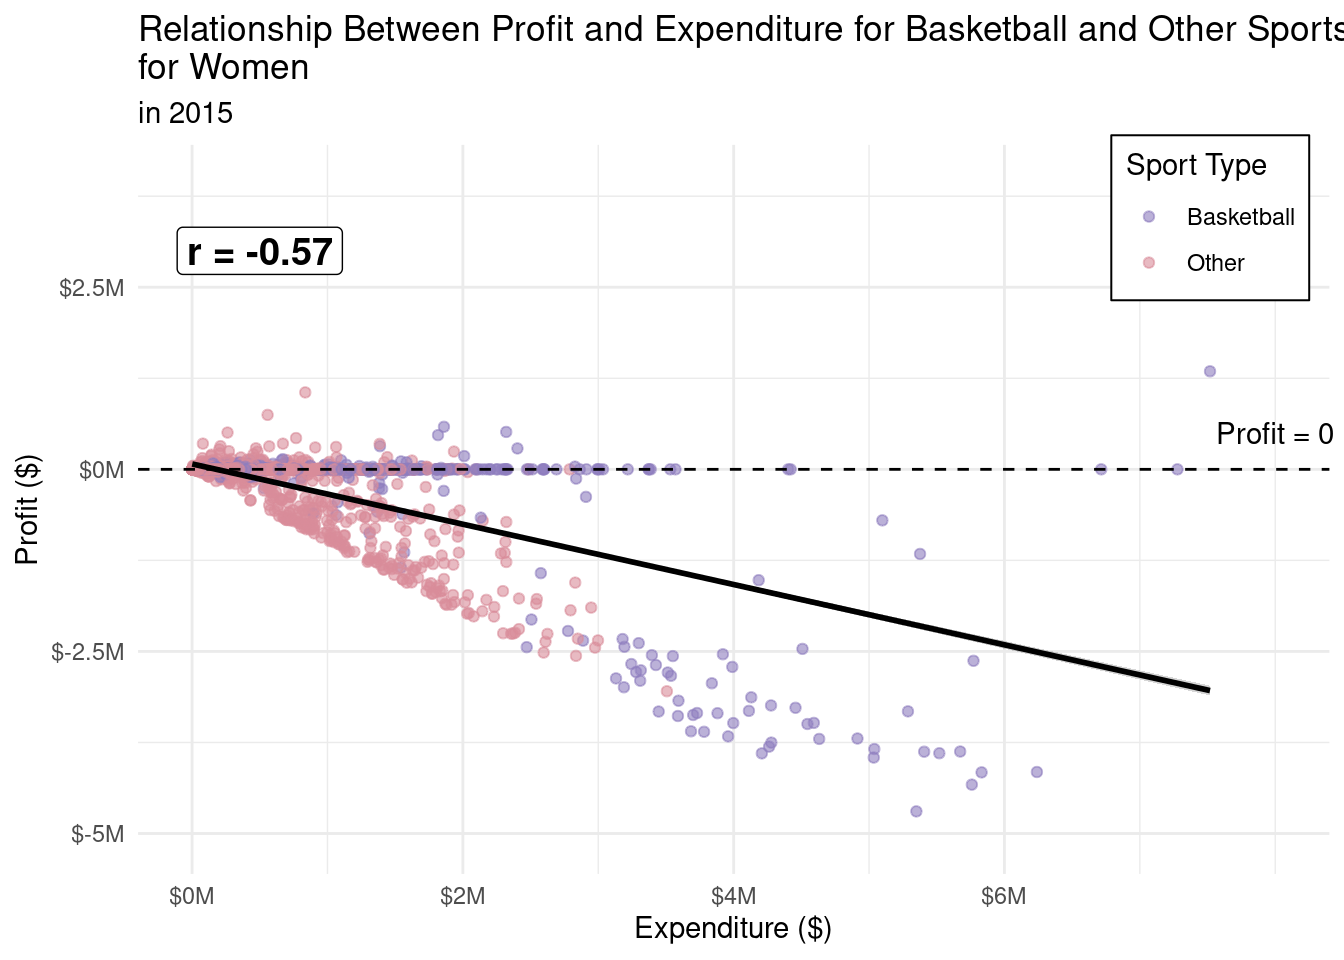 Relationship Between Profit and Expenditure for Basketball and Other Sports
for Women
in 2015
Sport Type
Basketball
Other
r = -0.57
Profit = 0
$2.5M
$0M
$-2.5M
$-5M
Profit ($)
$0M
$2M
$4M
$6M
Expenditure ($)